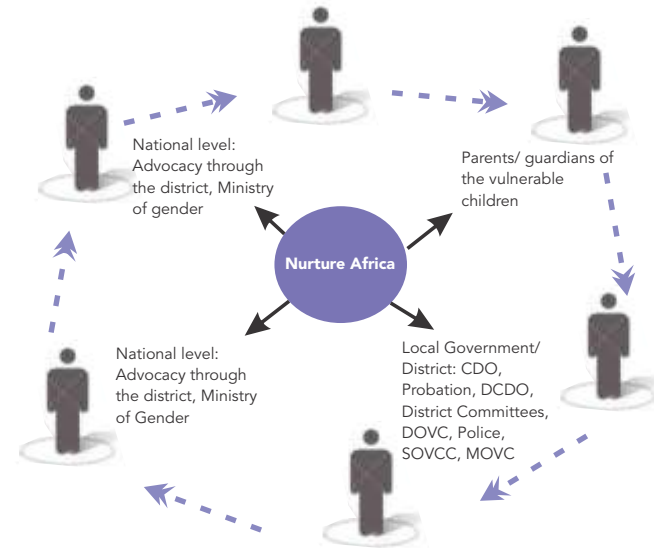 National level:
Advocacy through
the district, Ministry
of gender
Parents/ guardians of
the vulnerable
children
Nurture Africa
National level:
Advocacy through
the district, Ministry
of Gender
Local Government/
District: CDO,
Probation, DCDO,
District Committees,
DOVC, Police,
SOVCC, MOVC